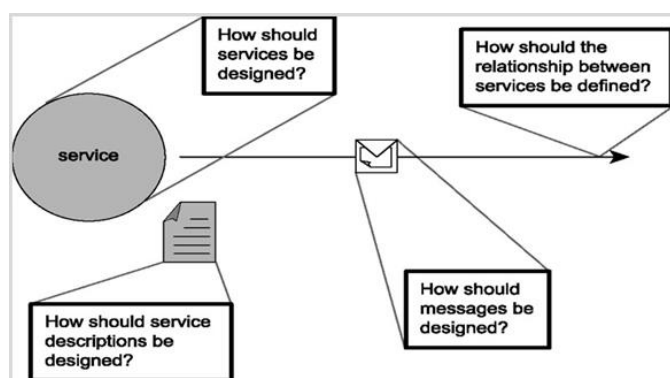 How should
services be
designed?
How should the
relationship between
services be defined?
service
How should service
descriptions be
designed?
How should
messages be
designed?